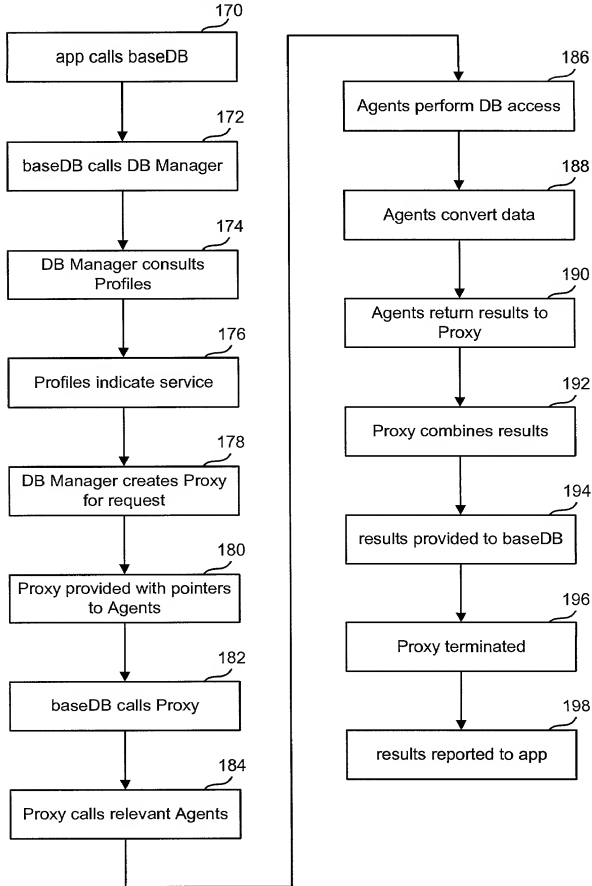 170
app calls baseDB
172
baseDB calls DB Manager
174
DB Manager consults
Profiles
176
Profiles indicate service
178
DB Manager creates Proxy
for request
180
Proxy provided with pointers
to Agents
182
baseDB calls Proxy
184
Proxy calls relevant Agents
186
Agents perform DB access
188
Agents convert data
190
Agents return results to
Proxy
192
Proxy combines results
194
results provided to baseDB
196
Proxy terminated
198
results reported to app